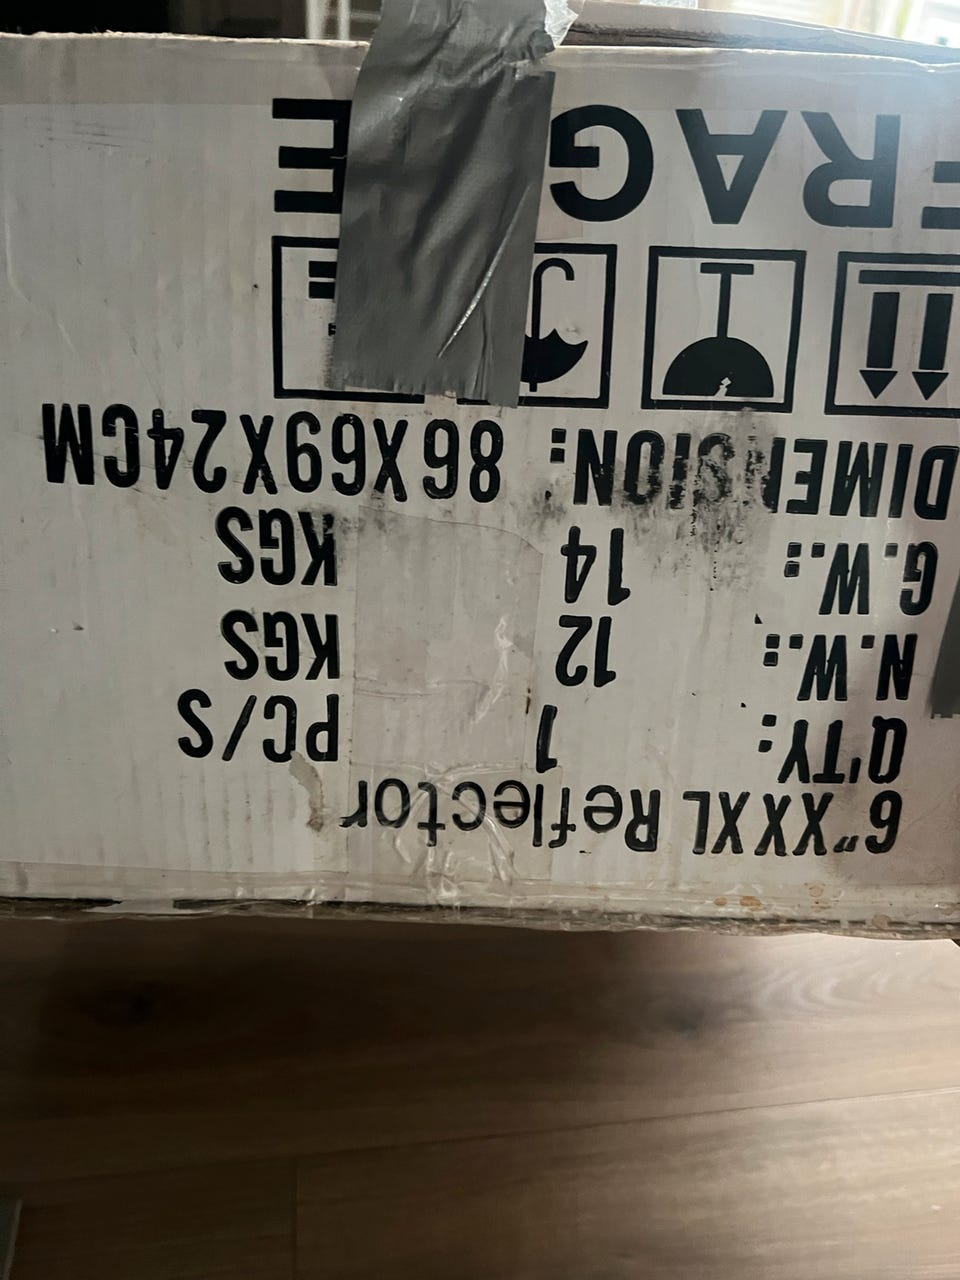 6"XXXL Reflector
Q'TY: 1 PC/S
N.W.: 12 KGS
G.W.: 14 KGS
DIMENSION: 86X69X24CM